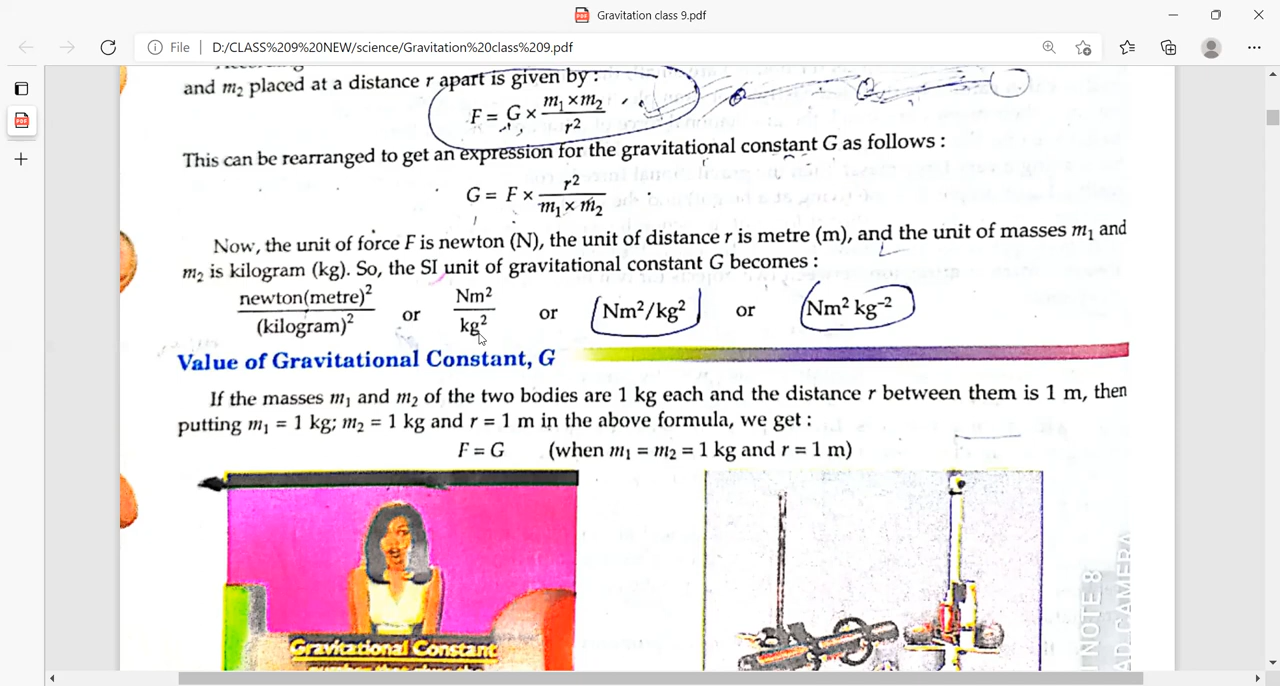 Gravitation class 9.pdf
File | D:/CLASS%209%20NEW/science/Gravitation%20class%209.pdf
and m₂ placed at a distance r apart is given by :
F = G × m₁ × m₂ / r²
This can be rearranged to get an expression for the gravitational constant G as follows :
G = F × r² / m₁ × m₂
Now, the unit of force F is newton (N), the unit of distance r is metre (m), and the unit of masses m₁ and
m₂ is kilogram (kg). So, the SI unit of gravitational constant G becomes :
newton(metre)² / (kilogram)² or Nm² / kg² or Nm²/kg² or Nm² kg⁻²
Value of Gravitational Constant, G
If the masses m₁ and m₂ of the two bodies are 1 kg each and the distance r between them is 1 m, then
putting m₁ = 1 kg; m₂ = 1 kg and r = 1 m in the above formula, we get :
F = G (when m₁ = m₂ = 1 kg and r = 1 m)
Gravitational Constant
NOTE 8
AD CAMERA